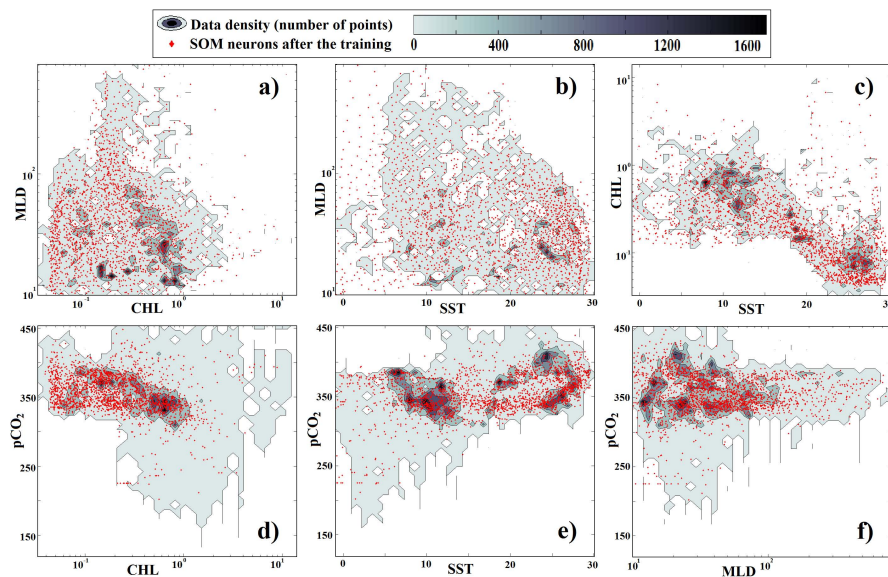 Data density (number of points)
SOM neurons after the training
0 400 800 1200 1600
a) b) c)
MLD 10² 10¹
10⁻¹ 10⁰ 10¹
CHL
MLD 10² 10¹
0 10 20 30
SST
CHL 10¹ 10⁰ 10¹
0 10 20 30
SST
d) e) f)
pCO₂ 450 350 250 150
10⁻¹ 10⁰ 10¹
CHL
pCO₂ 450 350 250 150
0 10 20 30
SST
pCO₂ 450 350 250 150
10¹ 10²
MLD